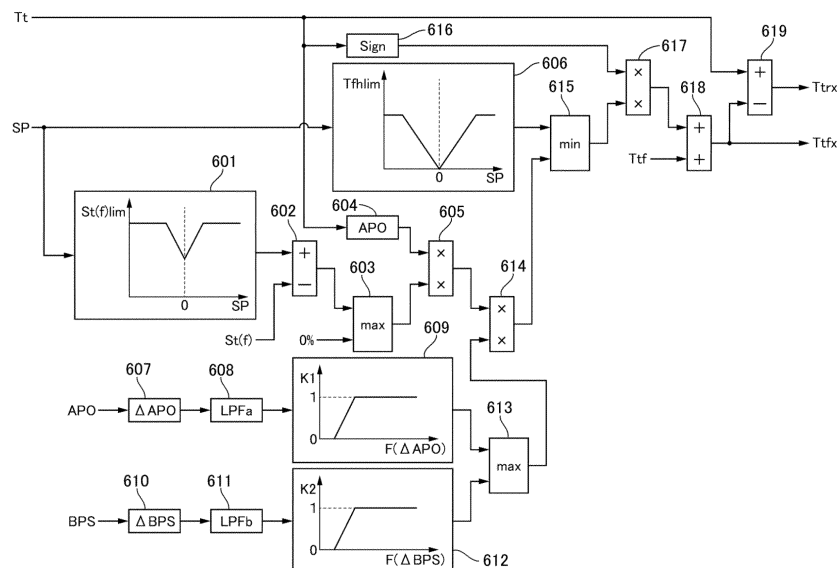 Tt
616
Sign
617
619
606
Tfhlim
0
SP
615
min
×
×
618
+
−
Ttrx
+
+
Ttf
Ttfx
SP
601
St(f)lim
0
SP
602
+
−
604
APO
605
×
×
603
max
St(f)
0%
614
×
×
609
607
608
K1
1
0
F(ΔAPO)
APO
ΔAPO
LPFa
613
max
610
611
K2
1
0
F(ΔBPS)
BPS
ΔBPS
LPFb
612